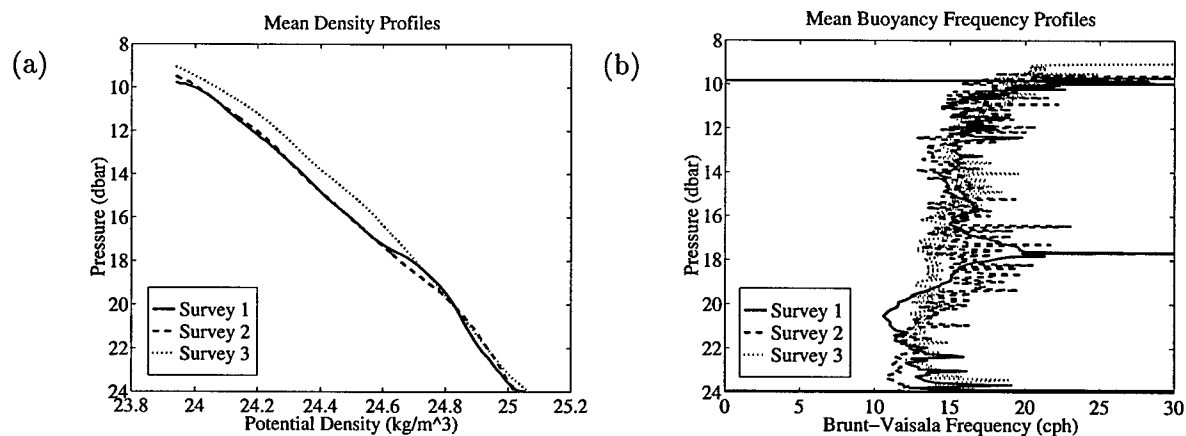 (a)
Mean Density Profiles
8
10
12
14
16
18
20
22
24
Pressure (dbar)
Survey 1
Survey 2
Survey 3
23.8 24 24.2 24.4 24.6 24.8 25 25.2
Potential Density (kg/m^3)
(b)
Mean Buoyancy Frequency Profiles
8
10
12
14
16
18
20
22
24
Pressure (dbar)
Survey 1
Survey 2
Survey 3
0 5 10 15 20 25 30
Brunt-Vaisala Frequency (cph)